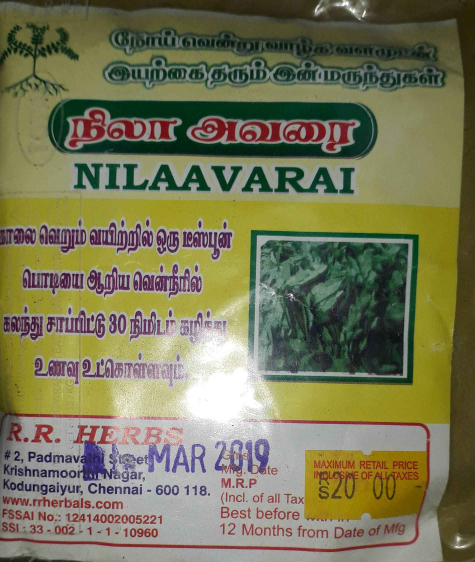 நோய் வென்று வாழ்க வளமுடன்
இயற்கை தரும் இன் மருந்துகள்
நிலா அவரை
NILAAVARAI
காலை வெறும் வயிற்றில் ஒரு டீஸ்பூன்
பொடியை ஆறிய வெண்நீரில்
கலந்து சாப்பிட்டு 30 நிமிடம் கழித்து
உணவு உட்கொள்ளவும்.
R.R. HERBS
# 2, Padmavathi Street,
Krishnamoorthy Nagar,
Kodungaiyur, Chennai - 600 118.
www.rrherbals.com
FSSAI No.: 12414002005221
SSI : 33 - 002 - 1 - 1 - 10960
MAR 2019
Mfg. Date
M.R.P
(Incl. of all Tax
Best before
12 Months from Date of Mfg
MAXIMUM RETAIL PRICE
INCLUSIVE OF ALL TAXES
20 00